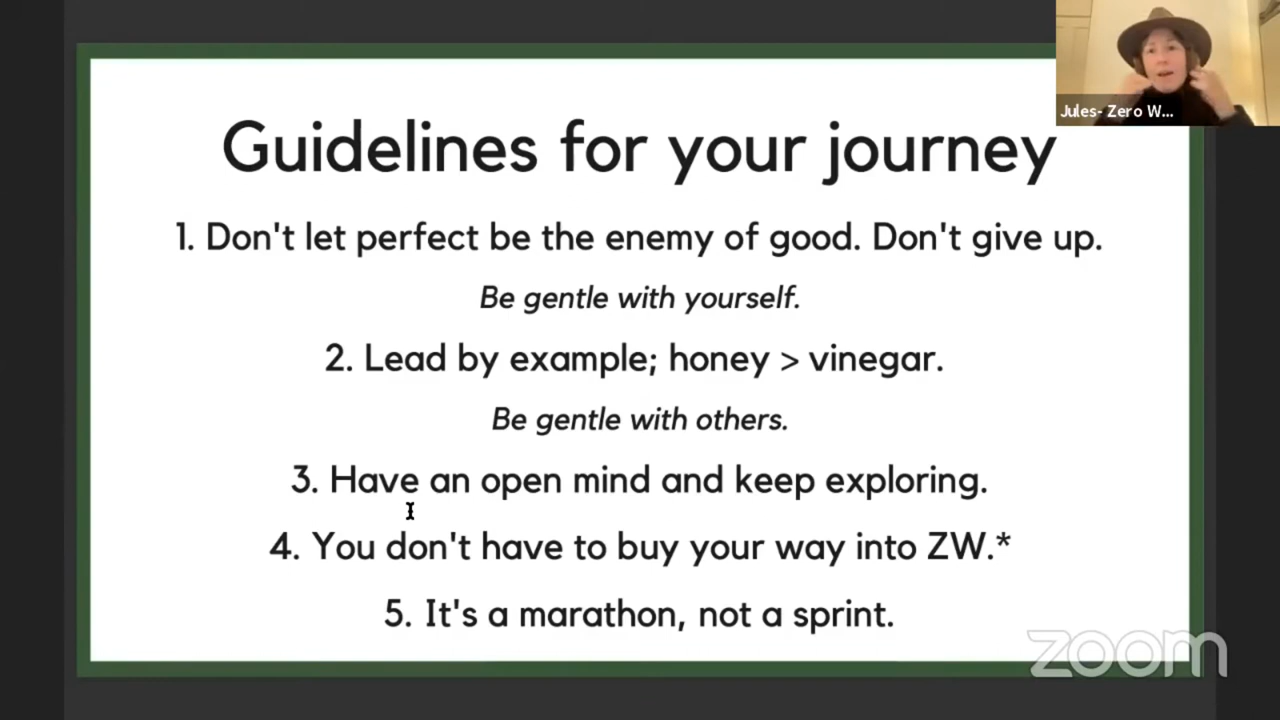 Jules- Zero W...
Guidelines for your journey
1. Don't let perfect be the enemy of good. Don't give up.
Be gentle with yourself.
2. Lead by example; honey > vinegar.
Be gentle with others.
3. Have an open mind and keep exploring.
4. You don't have to buy your way into ZW.*
5. It's a marathon, not a sprint.
zoom